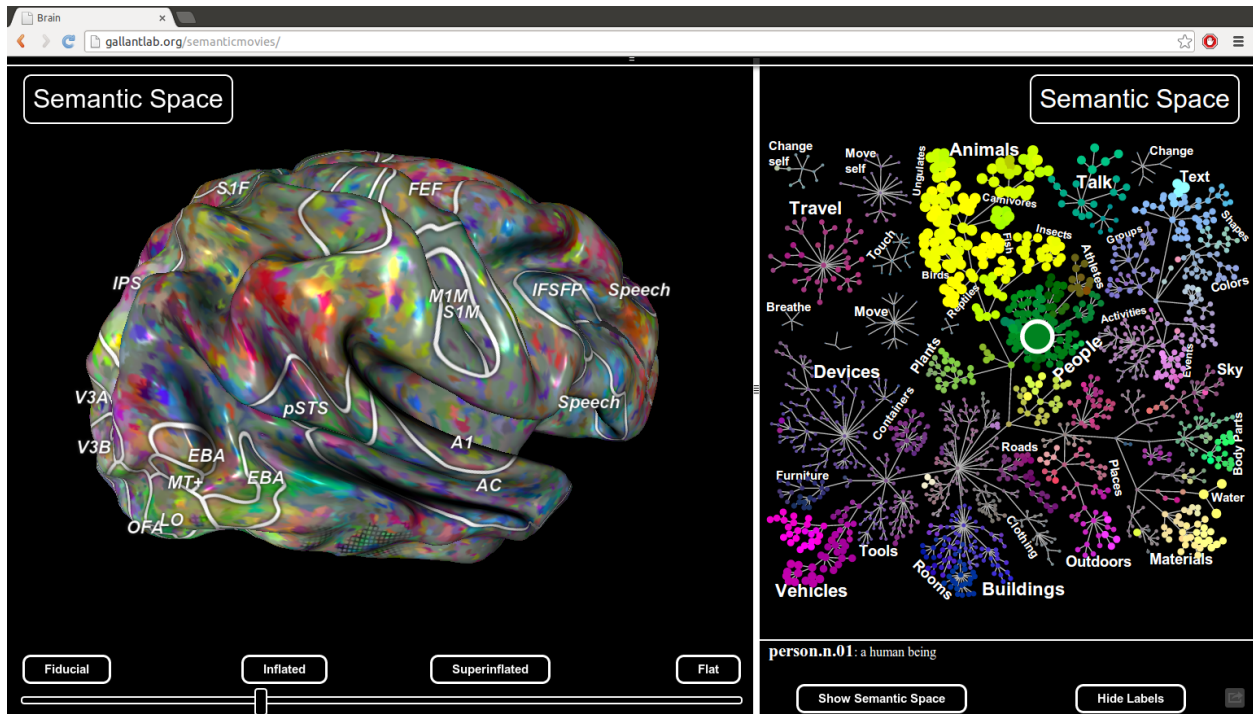 Brain
gallantlab.org/semanticmovies/
Semantic Space
S1F
FEF
IPS
M1M
S1M
IFSFP
Speech
V3A
pSTS
Speech
V3B
A1
EBA
EBA
MT+
AC
OFA
LO
Fiducial
Inflated
Superinflated
Flat
Semantic Space
Change
self
Move
self
Ungulates
Animals
Carnivores
Talk
Change
Text
Travel
Touch
Fish
Insects
Athletes
Groups
Shapes
Birds
Reptiles
Colors
Breathe
Move
Activities
Plants
People
Events
Sky
Devices
Containers
Roads
Places
Body Parts
Furniture
Water
Tools
Clothing
Outdoors
Materials
Vehicles
Rooms
Buildings
person.n.01: a human being
Show Semantic Space
Hide Labels